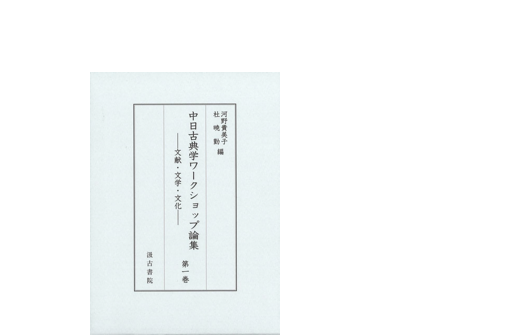 河野貴美子
杜 暁 勤 編
中日古典学ワークショップ論集 第一巻
――文献・文学・文化――
汲古書院